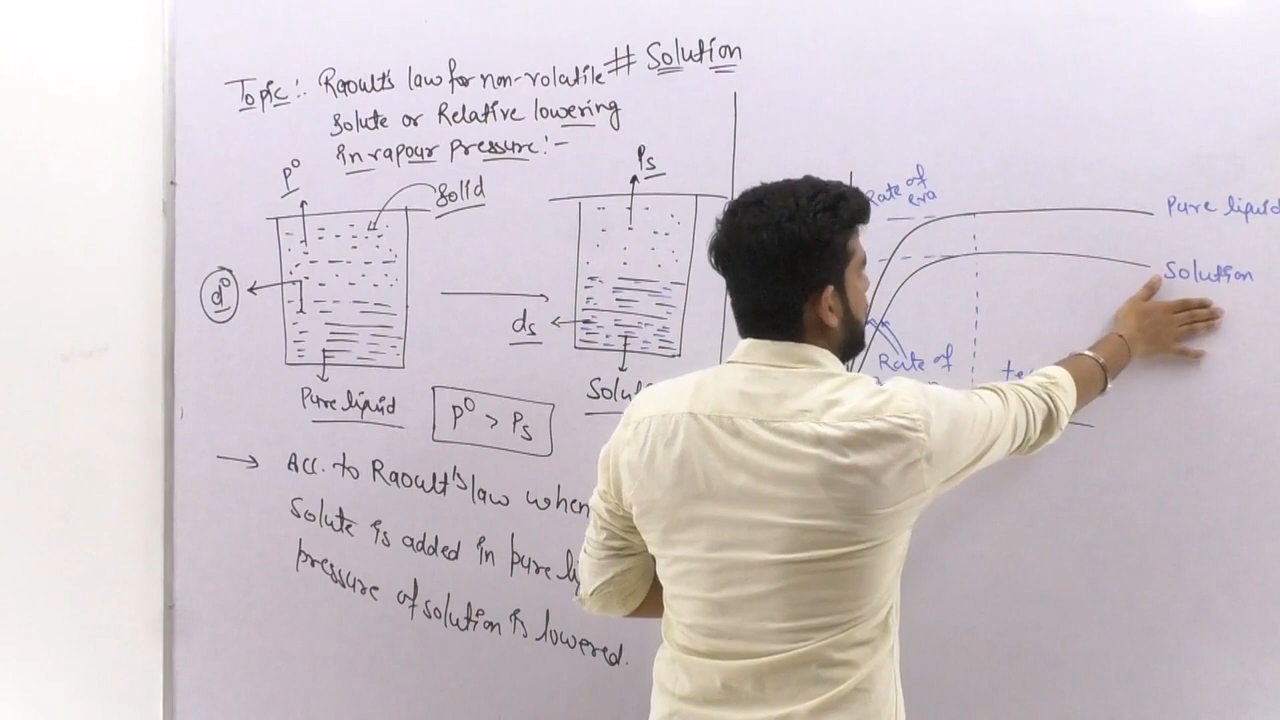 # Solution
Topic:- Raoult's law for non-volatile
Solute or Relative lowering
in vapour pressure:-
P°
Solid
Ps
d°
ds
Pure liquid
P° > Ps
→ Acc. to Raoult's law when
Solute is added in pure
pressure of solution is lowered.
Rate of
eva
Pure liquid
Solution
Rate of